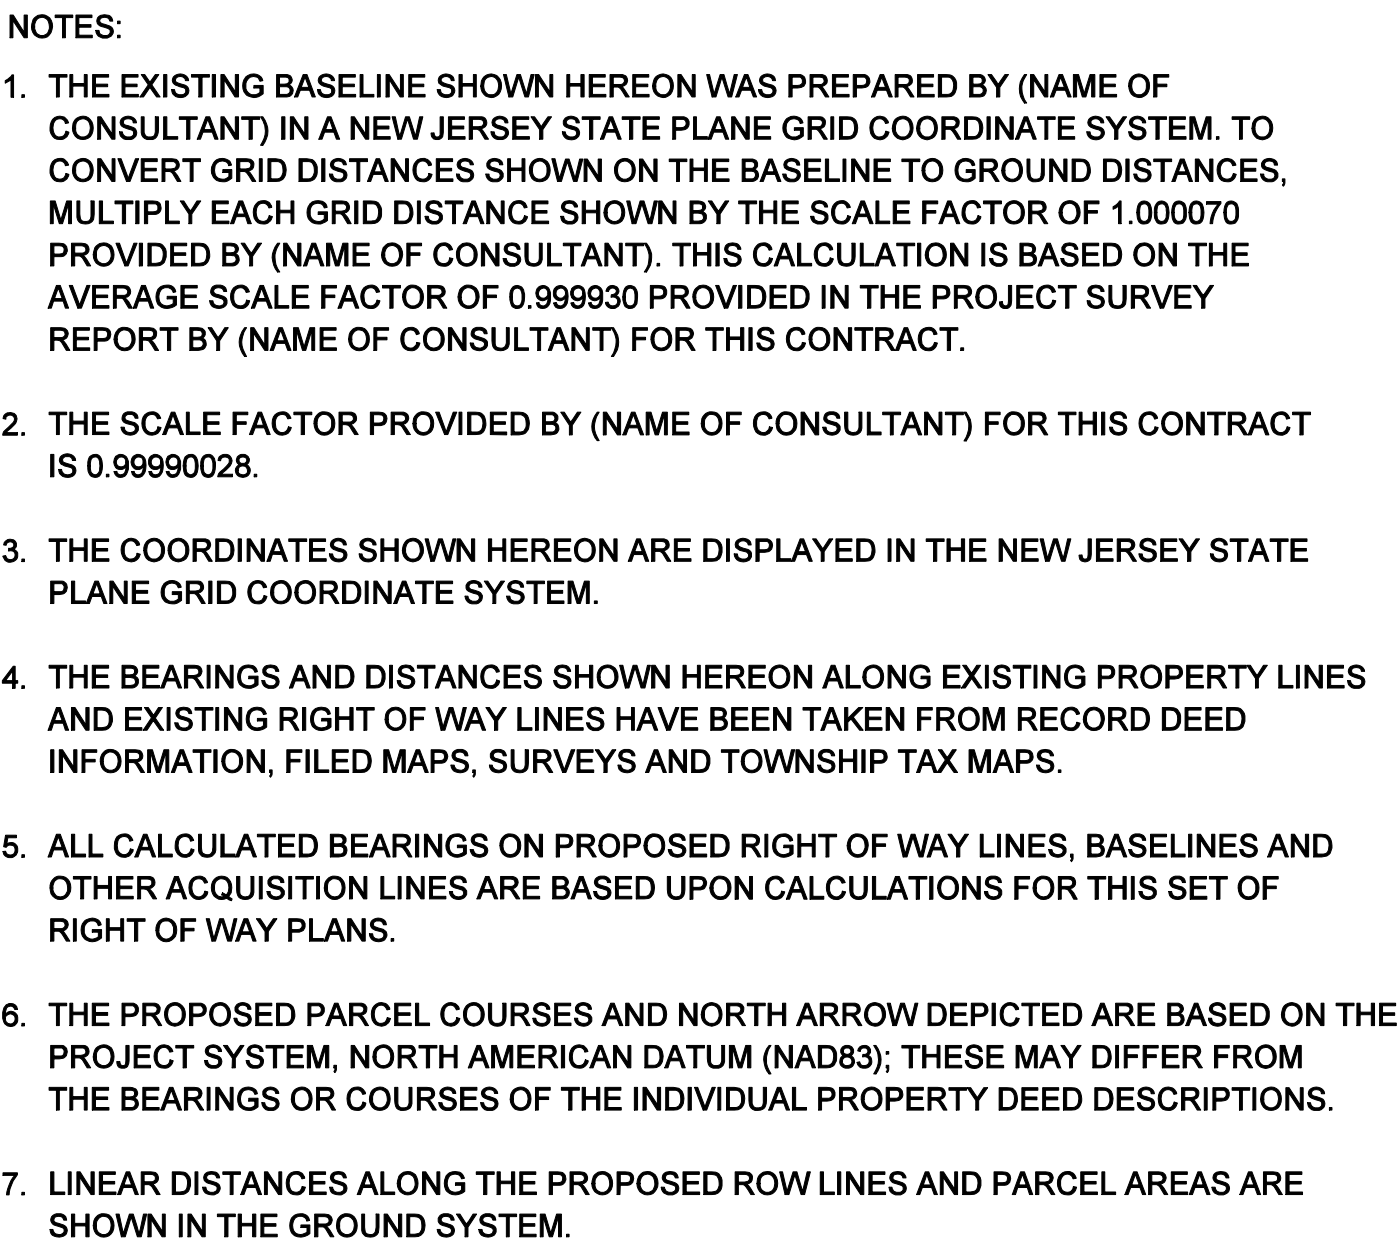 NOTES:
1. THE EXISTING BASELINE SHOWN HEREON WAS PREPARED BY (NAME OF
CONSULTANT) IN A NEW JERSEY STATE PLANE GRID COORDINATE SYSTEM. TO
CONVERT GRID DISTANCES SHOWN ON THE BASELINE TO GROUND DISTANCES,
MULTIPLY EACH GRID DISTANCE SHOWN BY THE SCALE FACTOR OF 1.000070
PROVIDED BY (NAME OF CONSULTANT). THIS CALCULATION IS BASED ON THE
AVERAGE SCALE FACTOR OF 0.999930 PROVIDED IN THE PROJECT SURVEY
REPORT BY (NAME OF CONSULTANT) FOR THIS CONTRACT.
2. THE SCALE FACTOR PROVIDED BY (NAME OF CONSULTANT) FOR THIS CONTRACT
IS 0.99990028.
3. THE COORDINATES SHOWN HEREON ARE DISPLAYED IN THE NEW JERSEY STATE
PLANE GRID COORDINATE SYSTEM.
4. THE BEARINGS AND DISTANCES SHOWN HEREON ALONG EXISTING PROPERTY LINES
AND EXISTING RIGHT OF WAY LINES HAVE BEEN TAKEN FROM RECORD DEED
INFORMATION, FILED MAPS, SURVEYS AND TOWNSHIP TAX MAPS.
5. ALL CALCULATED BEARINGS ON PROPOSED RIGHT OF WAY LINES, BASELINES AND
OTHER ACQUISITION LINES ARE BASED UPON CALCULATIONS FOR THIS SET OF
RIGHT OF WAY PLANS.
6. THE PROPOSED PARCEL COURSES AND NORTH ARROW DEPICTED ARE BASED ON THE
PROJECT SYSTEM, NORTH AMERICAN DATUM (NAD83); THESE MAY DIFFER FROM
THE BEARINGS OR COURSES OF THE INDIVIDUAL PROPERTY DEED DESCRIPTIONS.
7. LINEAR DISTANCES ALONG THE PROPOSED ROW LINES AND PARCEL AREAS ARE
SHOWN IN THE GROUND SYSTEM.